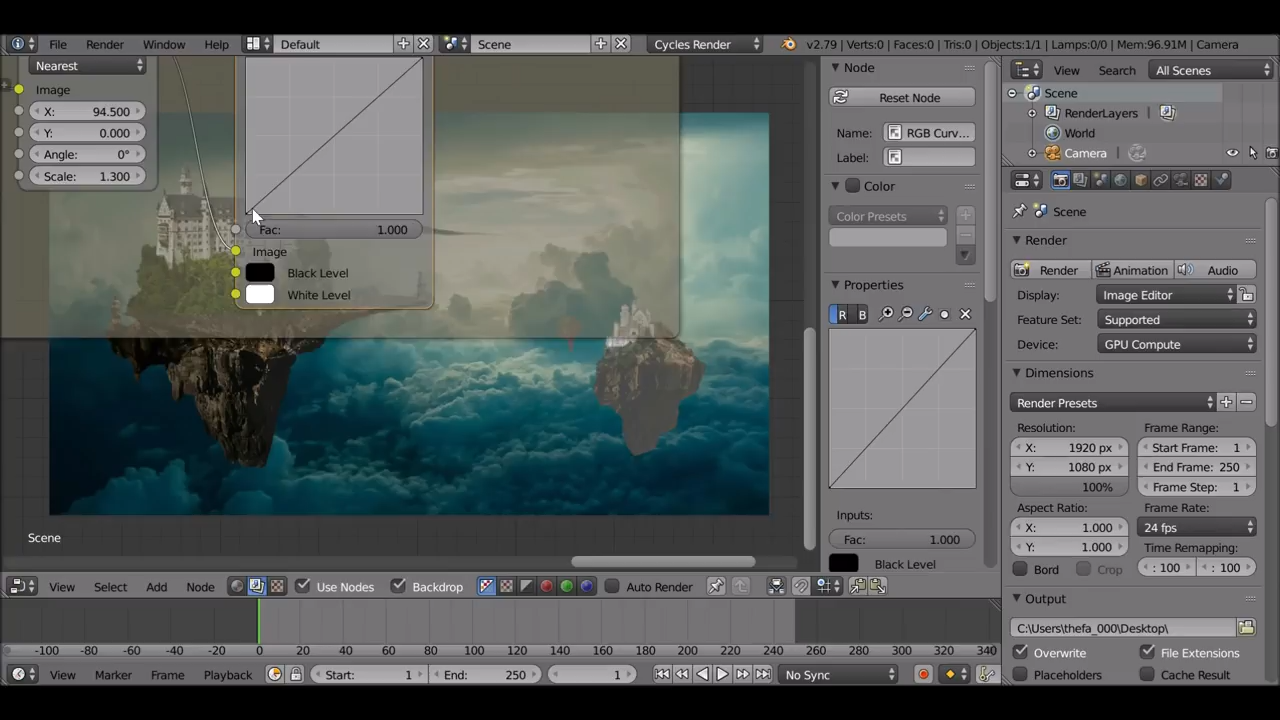 File Render Window Help Default Scene Cycles Render v2.79 | Verts:0 | Faces:0 | Tris:0 | Objects:1/1 | Lamps:0/0 | Mem:96.91M | Camera
Nearest
Image
X: 94.500
Y: 0.000
Angle: 0°
Scale: 1.300
Fac: 1.000
Image
Black Level
White Level
Scene
Node
Reset Node
Name: RGB Curv...
Label:
Color
Color Presets
Properties
R B
Inputs:
Fac: 1.000
Black Level
View Search All Scenes
Scene
RenderLayers
World
Camera
Scene
Render
Render Animation Audio
Display: Image Editor
Feature Set: Supported
Device: GPU Compute
Dimensions
Render Presets
Resolution: Frame Range:
X: 1920 px Start Frame: 1
Y: 1080 px End Frame: 250
100% Frame Step: 1
Aspect Ratio: Frame Rate:
X: 1.000 24 fps
Y: 1.000 Time Remapping:
Bord Crop : 100 : 100
Output
C:\Users\thefa_000\Desktop\
Overwrite File Extensions
Placeholders Cache Result
View Select Add Node Use Nodes Backdrop Auto Render
-100 -80 -60 -40 -20 0 20 40 60 80 100 120 140 160 180 200 220 240 260 280 300 320 340
View Marker Frame Playback Start: 1 End: 250 1 No Sync